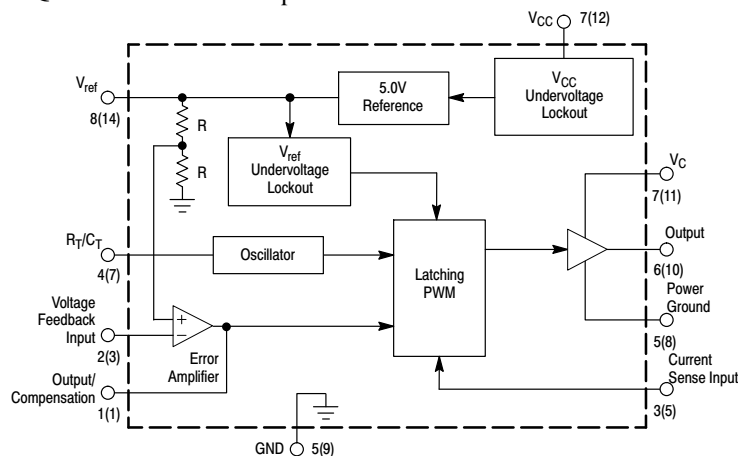 VCC 7(12)
Vref
8(14)
R
R
5.0V
Reference
VCC
Undervoltage
Lockout
Vref
Undervoltage
Lockout
VC
7(11)
RT/CT
4(7)
Oscillator
Latching
PWM
Output
6(10)
Power
Ground
5(8)
Voltage
Feedback
Input
2(3)
+
−
Error
Amplifier
Output/
Compensation
1(1)
Current
Sense Input
3(5)
GND 5(9)